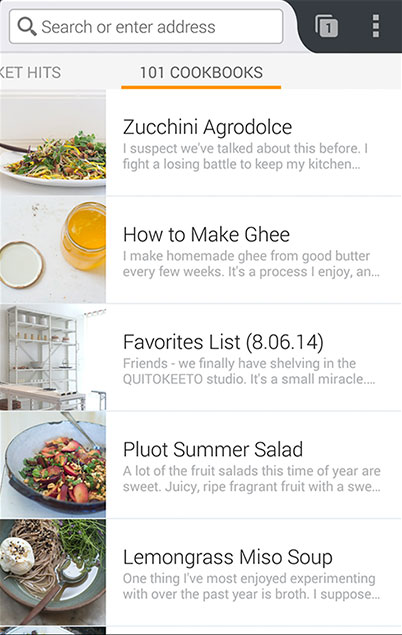 Search or enter address
1
KET HITS
101 COOKBOOKS
Zucchini Agrodolce
I suspect we've talked about this before. I
fight a losing battle to keep my kitchen...
How to Make Ghee
I make homemade ghee from good butter
every few weeks. It's a process I enjoy, an...
Favorites List (8.06.14)
Friends - we finally have shelving in the
QUITOKEETO studio. It's a small miracle....
Pluot Summer Salad
A lot of the fruit salads this time of year are
sweet. Juicy, ripe fragrant fruit with a swe...
Lemongrass Miso Soup
One thing I've most enjoyed experimenting
with over the past year is broth. I suppose...